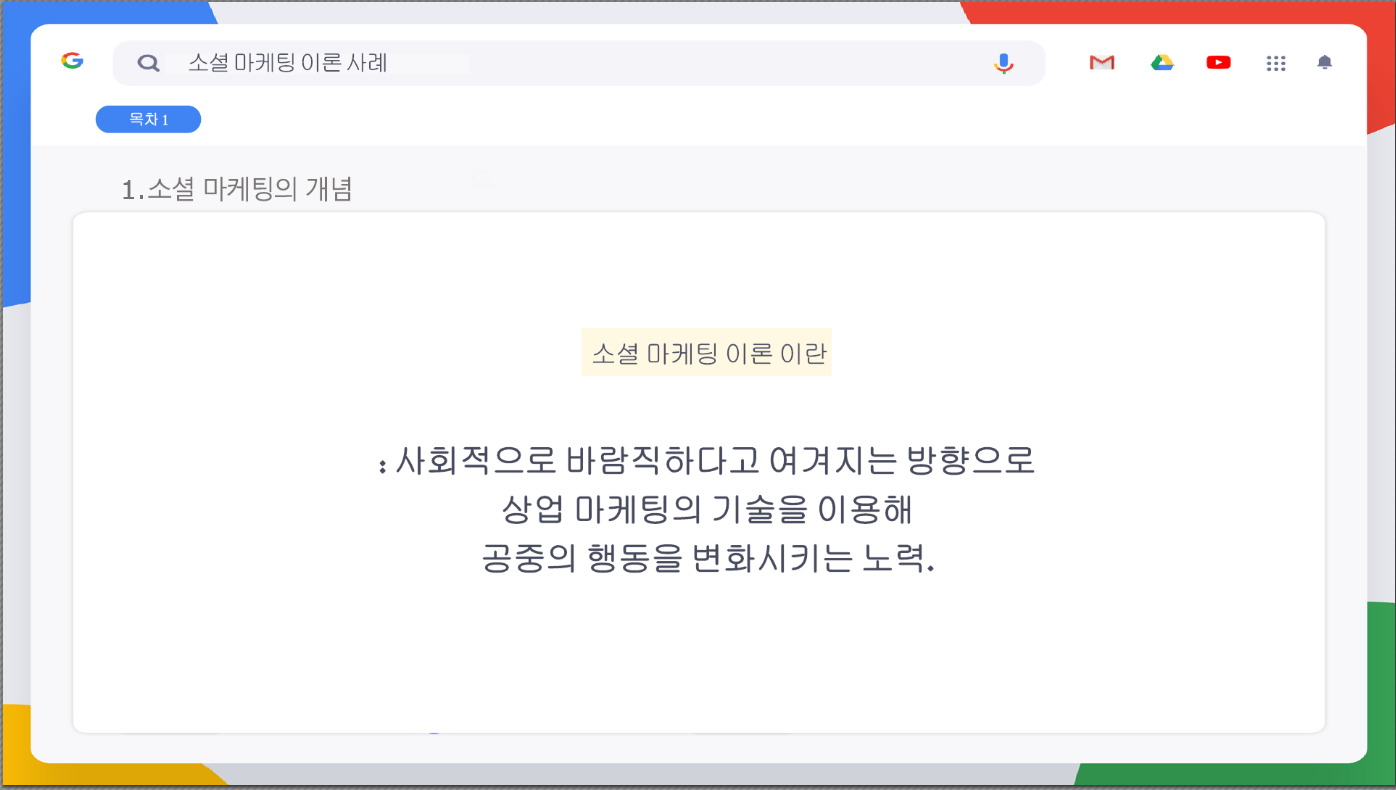 소셜 마케팅 이론 사례
목차 1
1.소셜 마케팅의 개념
소셜 마케팅 이론 이란
: 사회적으로 바람직하다고 여겨지는 방향으로
상업 마케팅의 기술을 이용해
공중의 행동을 변화시키는 노력.